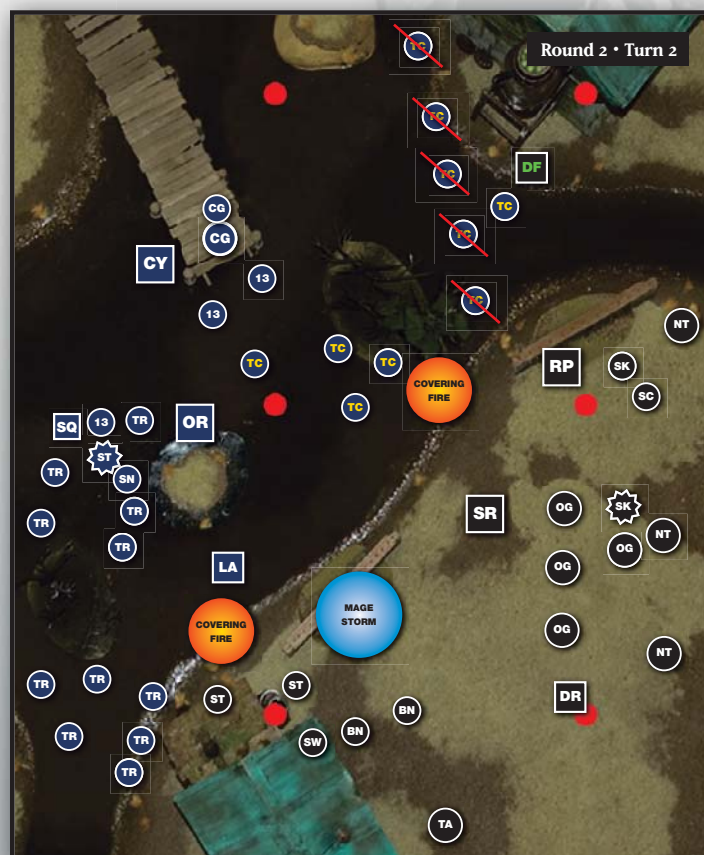 TC
Round 2 • Turn 2
TC
TC
DF
CG
TC
CG
TC
CY
13
TC
13
NT
TC
TC
TC
RP
SK
COVERING
FIRE
SC
TC
SQ
13
TR
OR
ST
TR
SN
TR
TR
TR
SR
OG
SK
NT
OG
LA
OG
MAGE
STORM
COVERING
FIRE
OG
NT
TR
TR
TR
ST
ST
DR
BN
TR
TR
SW
BN
TR
TA